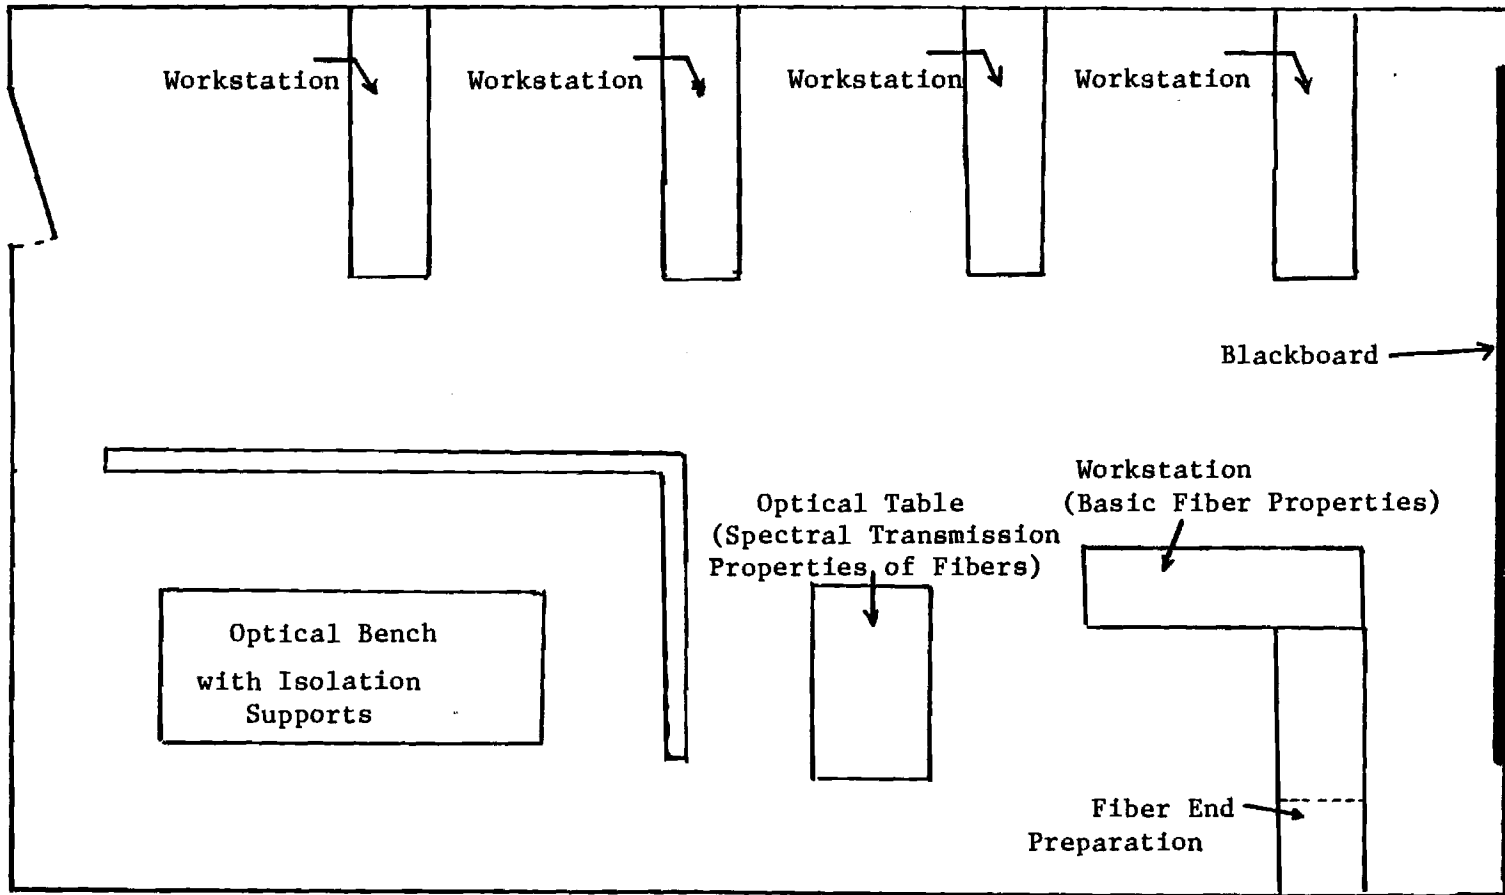 Workstation
Workstation
Workstation
Workstation
Blackboard
Optical Table
(Spectral Transmission
Properties of Fibers)
Workstation
(Basic Fiber Properties)
Optical Bench
with Isolation
Supports
Fiber End
Preparation